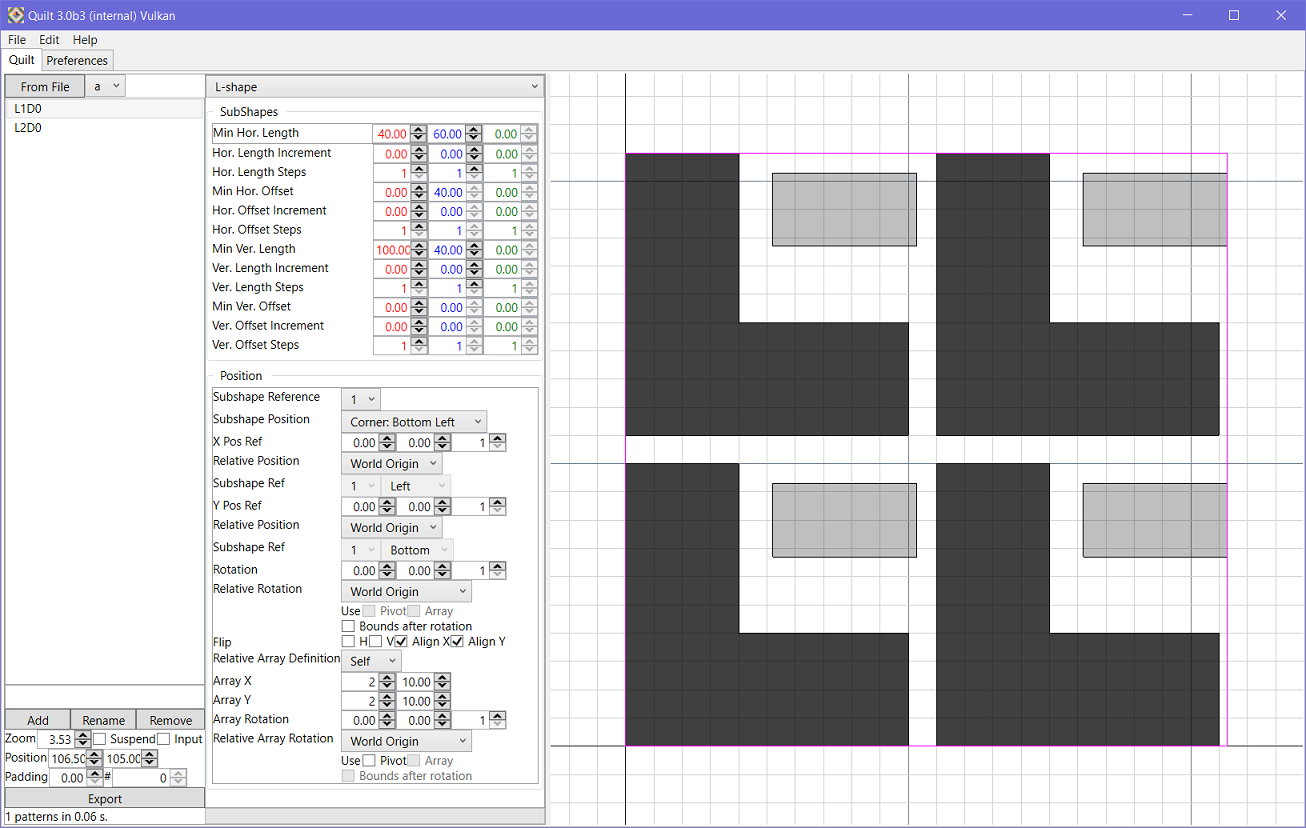 Quilt 3.0b3 (internal) Vulkan
File Edit Help
Quilt Preferences
From File a L-shape
L1D0
L2D0
SubShapes
Min Hor. Length 40.00 60.00 0.00
Hor. Length Increment 0.00 0.00 0.00
Hor. Length Steps 1 1 1
Min Hor. Offset 0.00 40.00 0.00
Hor. Offset Increment 0.00 0.00 0.00
Hor. Offset Steps 1 1 1
Min Ver. Length 100.00 40.00 0.00
Ver. Length Increment 0.00 0.00 0.00
Ver. Length Steps 1 1 1
Min Ver. Offset 0.00 0.00 0.00
Ver. Offset Increment 0.00 0.00 0.00
Ver. Offset Steps 1 1 1
Position
Subshape Reference 1
Subshape Position Corner: Bottom Left
X Pos Ref 0.00 0.00 1
Relative Position World Origin
Subshape Ref 1 Left
Y Pos Ref 0.00 0.00 1
Relative Position World Origin
Subshape Ref 1 Bottom
Rotation 0.00 0.00 1
Relative Rotation World Origin
Use Pivot Array
Bounds after rotation
Flip H V Align X Align Y
Relative Array Definition Self
Array X 2 10.00
Array Y 2 10.00
Array Rotation 0.00 0.00 1
Relative Array Rotation World Origin
Use Pivot Array
Bounds after rotation
Add Rename Remove
Zoom 3.53 Suspend Input
Position 106.50 105.00
Padding 0.00 # 0
Export
1 patterns in 0.06 s.